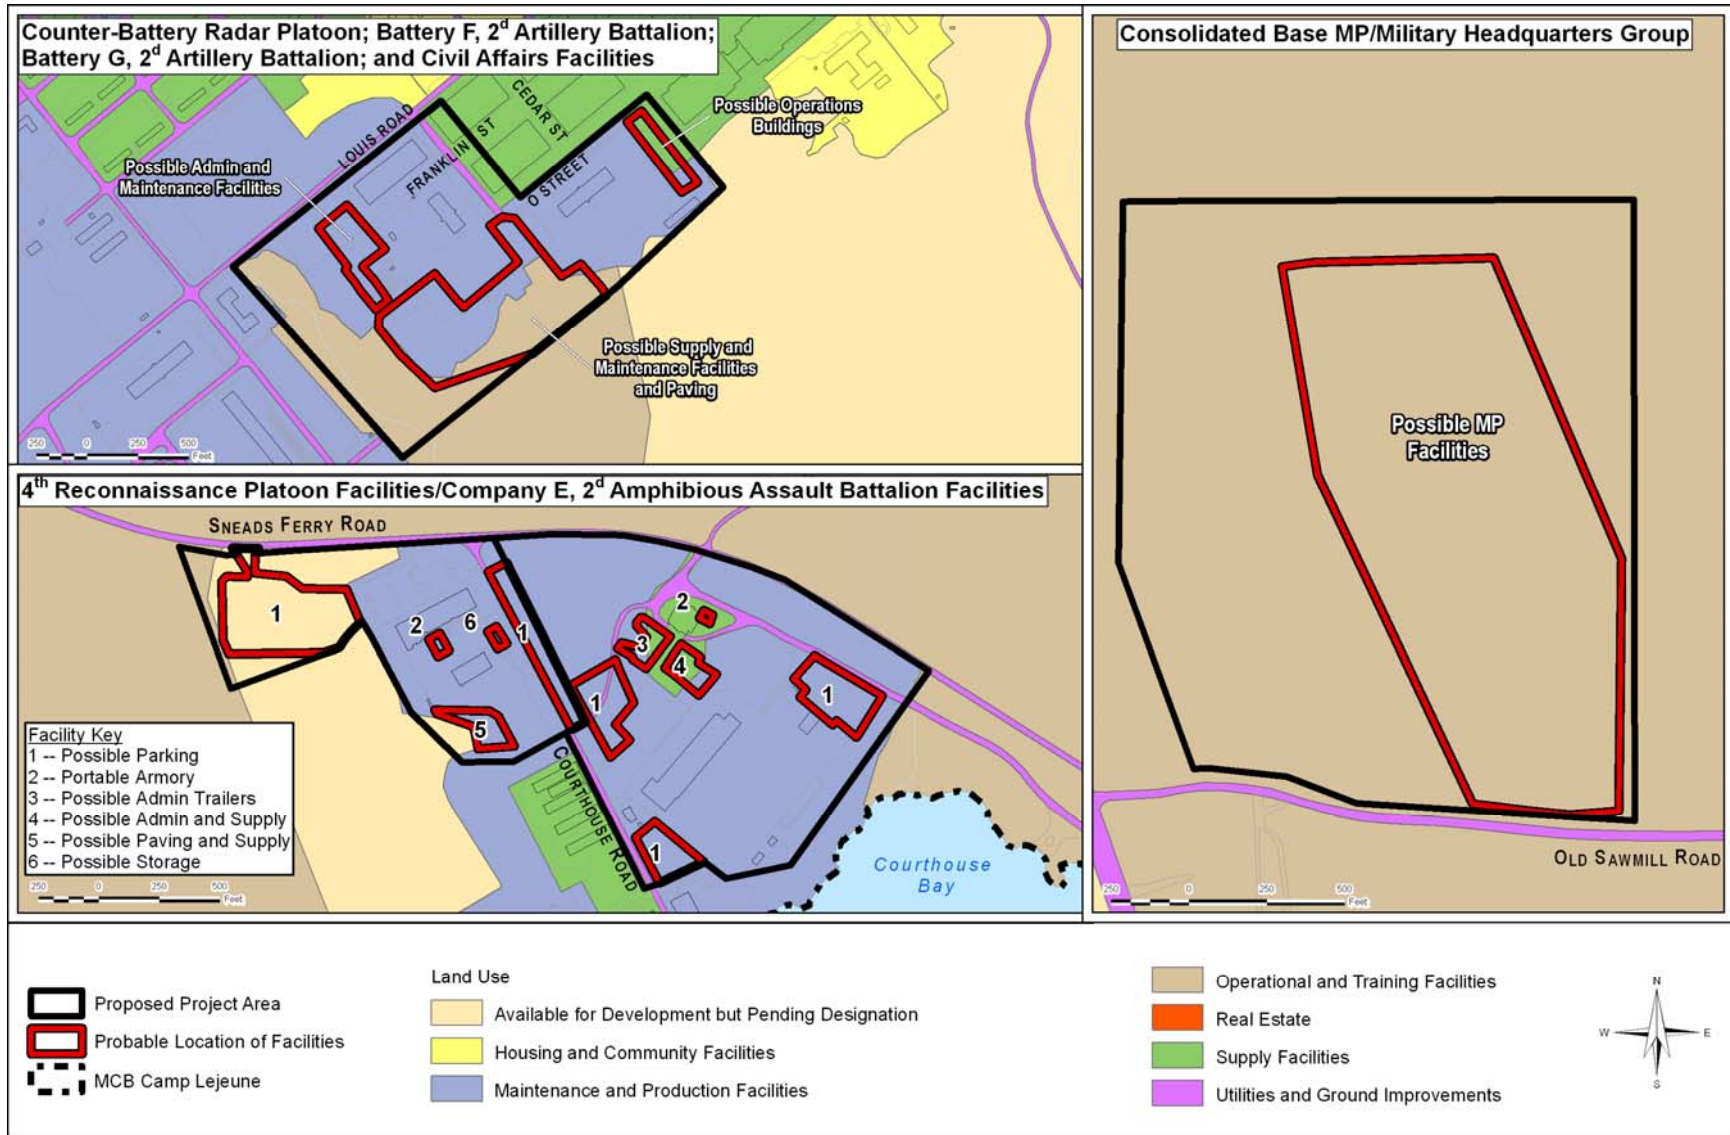 Counter-Battery Radar Platoon; Battery F, 2d Artillery Battalion;
Battery G, 2d Artillery Battalion; and Civil Affairs Facilities
CEDAR ST
Possible Operations
Buildings
LOUIS ROAD
FRANKLIN ST
O STREET
Possible Admin and
Maintenance Facilities
Possible Supply and
Maintenance Facilities
and Paving
250 0 250 500
Feet
4th Reconnaissance Platoon Facilities/Company E, 2d Amphibious Assault Battalion Facilities
SNEADS FERRY ROAD
1
2
6
1
2
3
4
1
1
5
1
COURTHOUSE ROAD
Courthouse
Bay
Facility Key
1 -- Possible Parking
2 -- Portable Armory
3 -- Possible Admin Trailers
4 -- Possible Admin and Supply
5 -- Possible Paving and Supply
6 -- Possible Storage
250 0 250 500
Feet
Consolidated Base MP/Military Headquarters Group
Possible MP
Facilities
OLD SAWMILL ROAD
250 0 250 500
Feet
Proposed Project Area
Probable Location of Facilities
MCB Camp Lejeune
Land Use
Available for Development but Pending Designation
Housing and Community Facilities
Maintenance and Production Facilities
Operational and Training Facilities
Real Estate
Supply Facilities
Utilities and Ground Improvements
N
W E
S